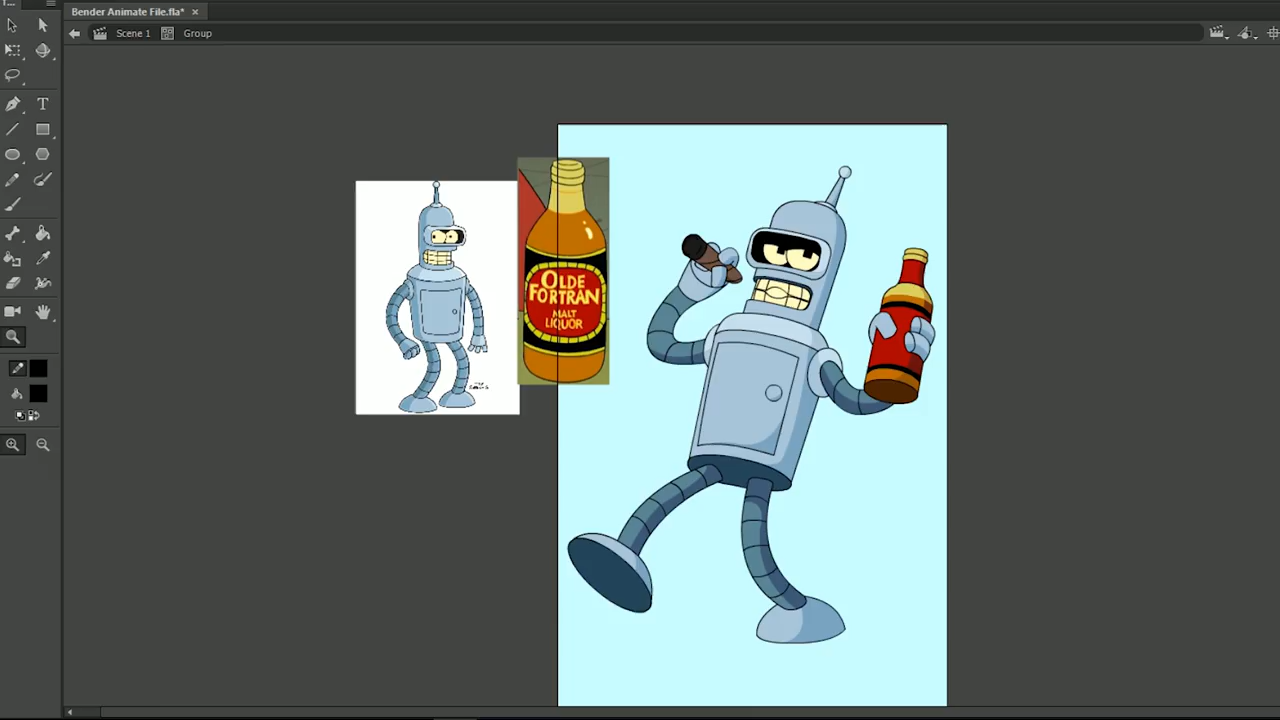 Bender Animate File.fla* ×
Scene 1 Group
T
OLDE
FORTRAN
MALT
LIQUOR